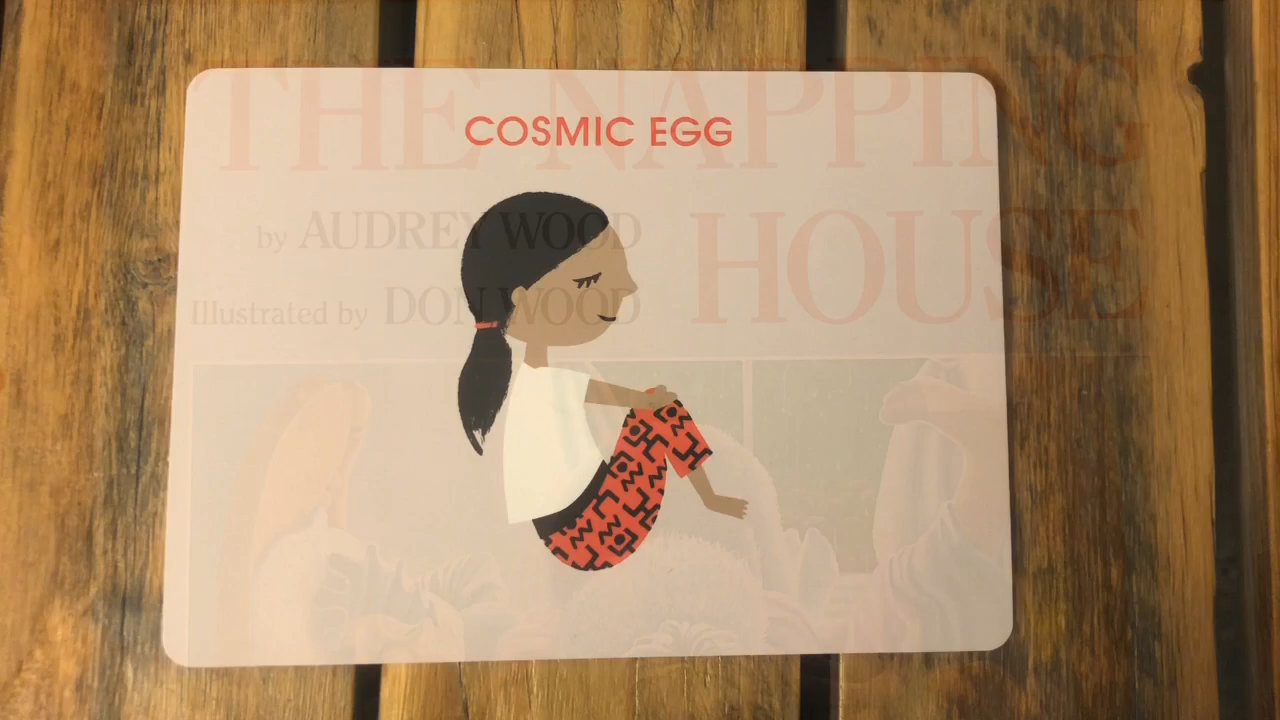 COSMIC EGG
THE NAPPING
HOUSE
by AUDREY WOOD
Illustrated by DON WOOD